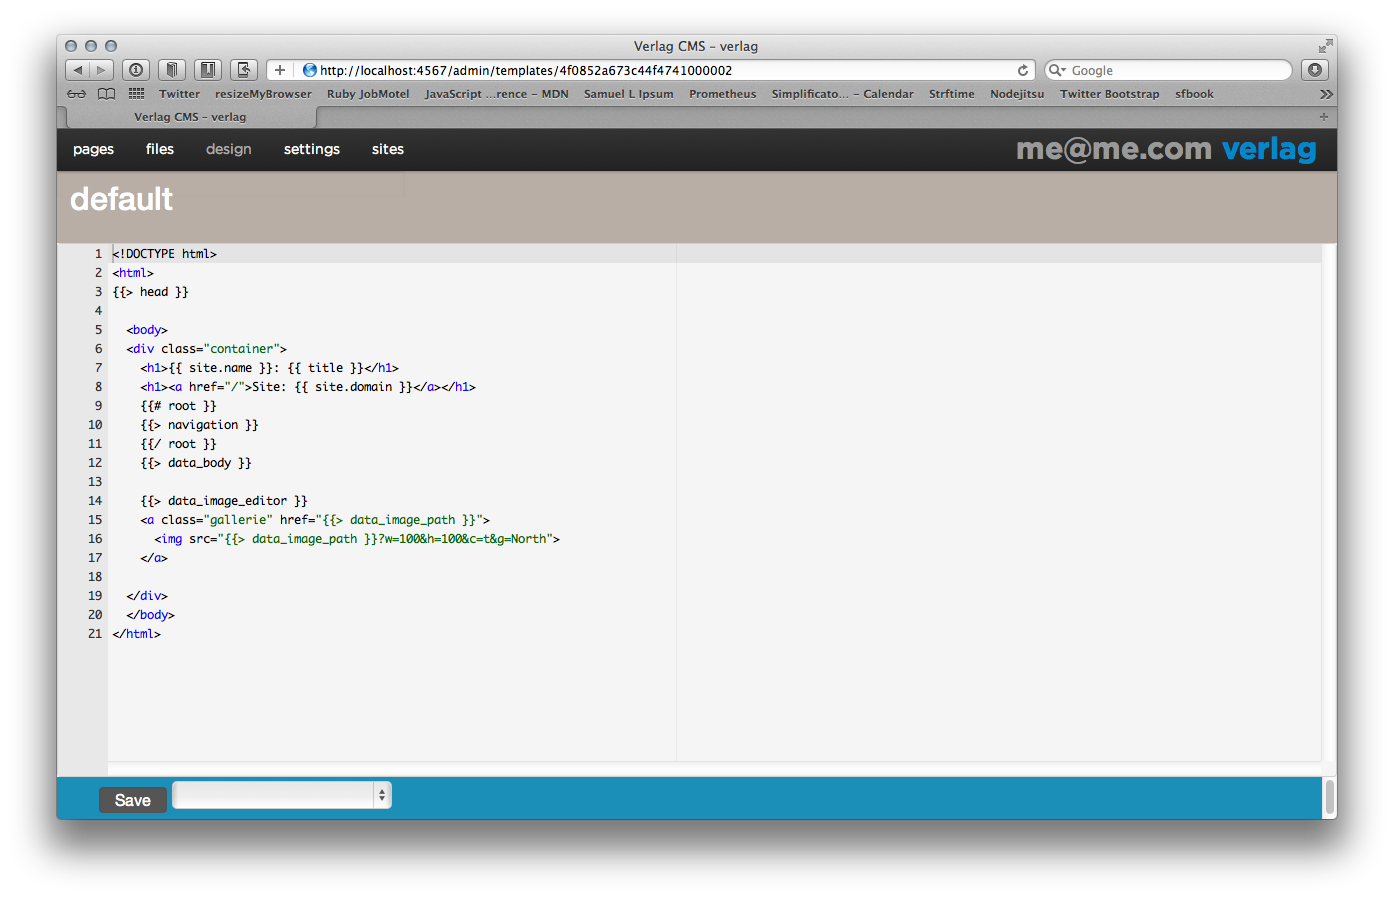 Verlag CMS – verlag
http://localhost:4567/admin/templates/4f0852a673c44f4741000002
Google
Twitter resizeMyBrowser Ruby JobMotel JavaScript ...rence – MDN Samuel L Ipsum Prometheus Simplificato... – Calendar Strftime Nodejitsu Twitter Bootstrap sfbook
Verlag CMS – verlag
pages files design settings sites me@me.com verlag
default
1 <!DOCTYPE html>
2 <html>
3 {{> head }}
4
5 <body>
6 <div class="container">
7 <h1>{{ site.name }}: {{ title }}</h1>
8 <h1><a href="/">Site: {{ site.domain }}</a></h1>
9 {{# root }}
10 {{> navigation }}
11 {{/ root }}
12 {{> data_body }}
13
14 {{> data_image_editor }}
15 <a class="gallerie" href="{{> data_image_path }}">
16 <img src="{{> data_image_path }}?w=100&h=100&c=t&g=North">
17 </a>
18
19 </div>
20 </body>
21 </html>
Save